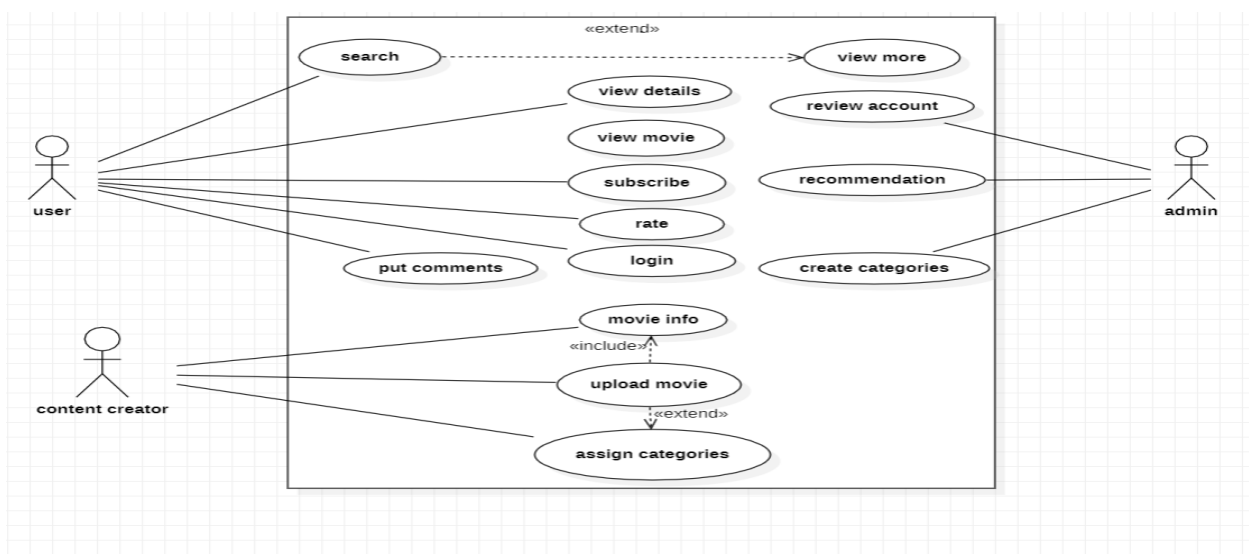 «extend»
search
view more
view details
review account
view movie
subscribe
recommendation
user
admin
rate
login
put comments
create categories
movie info
«include»
upload movie
content creator
«extend»
assign categories